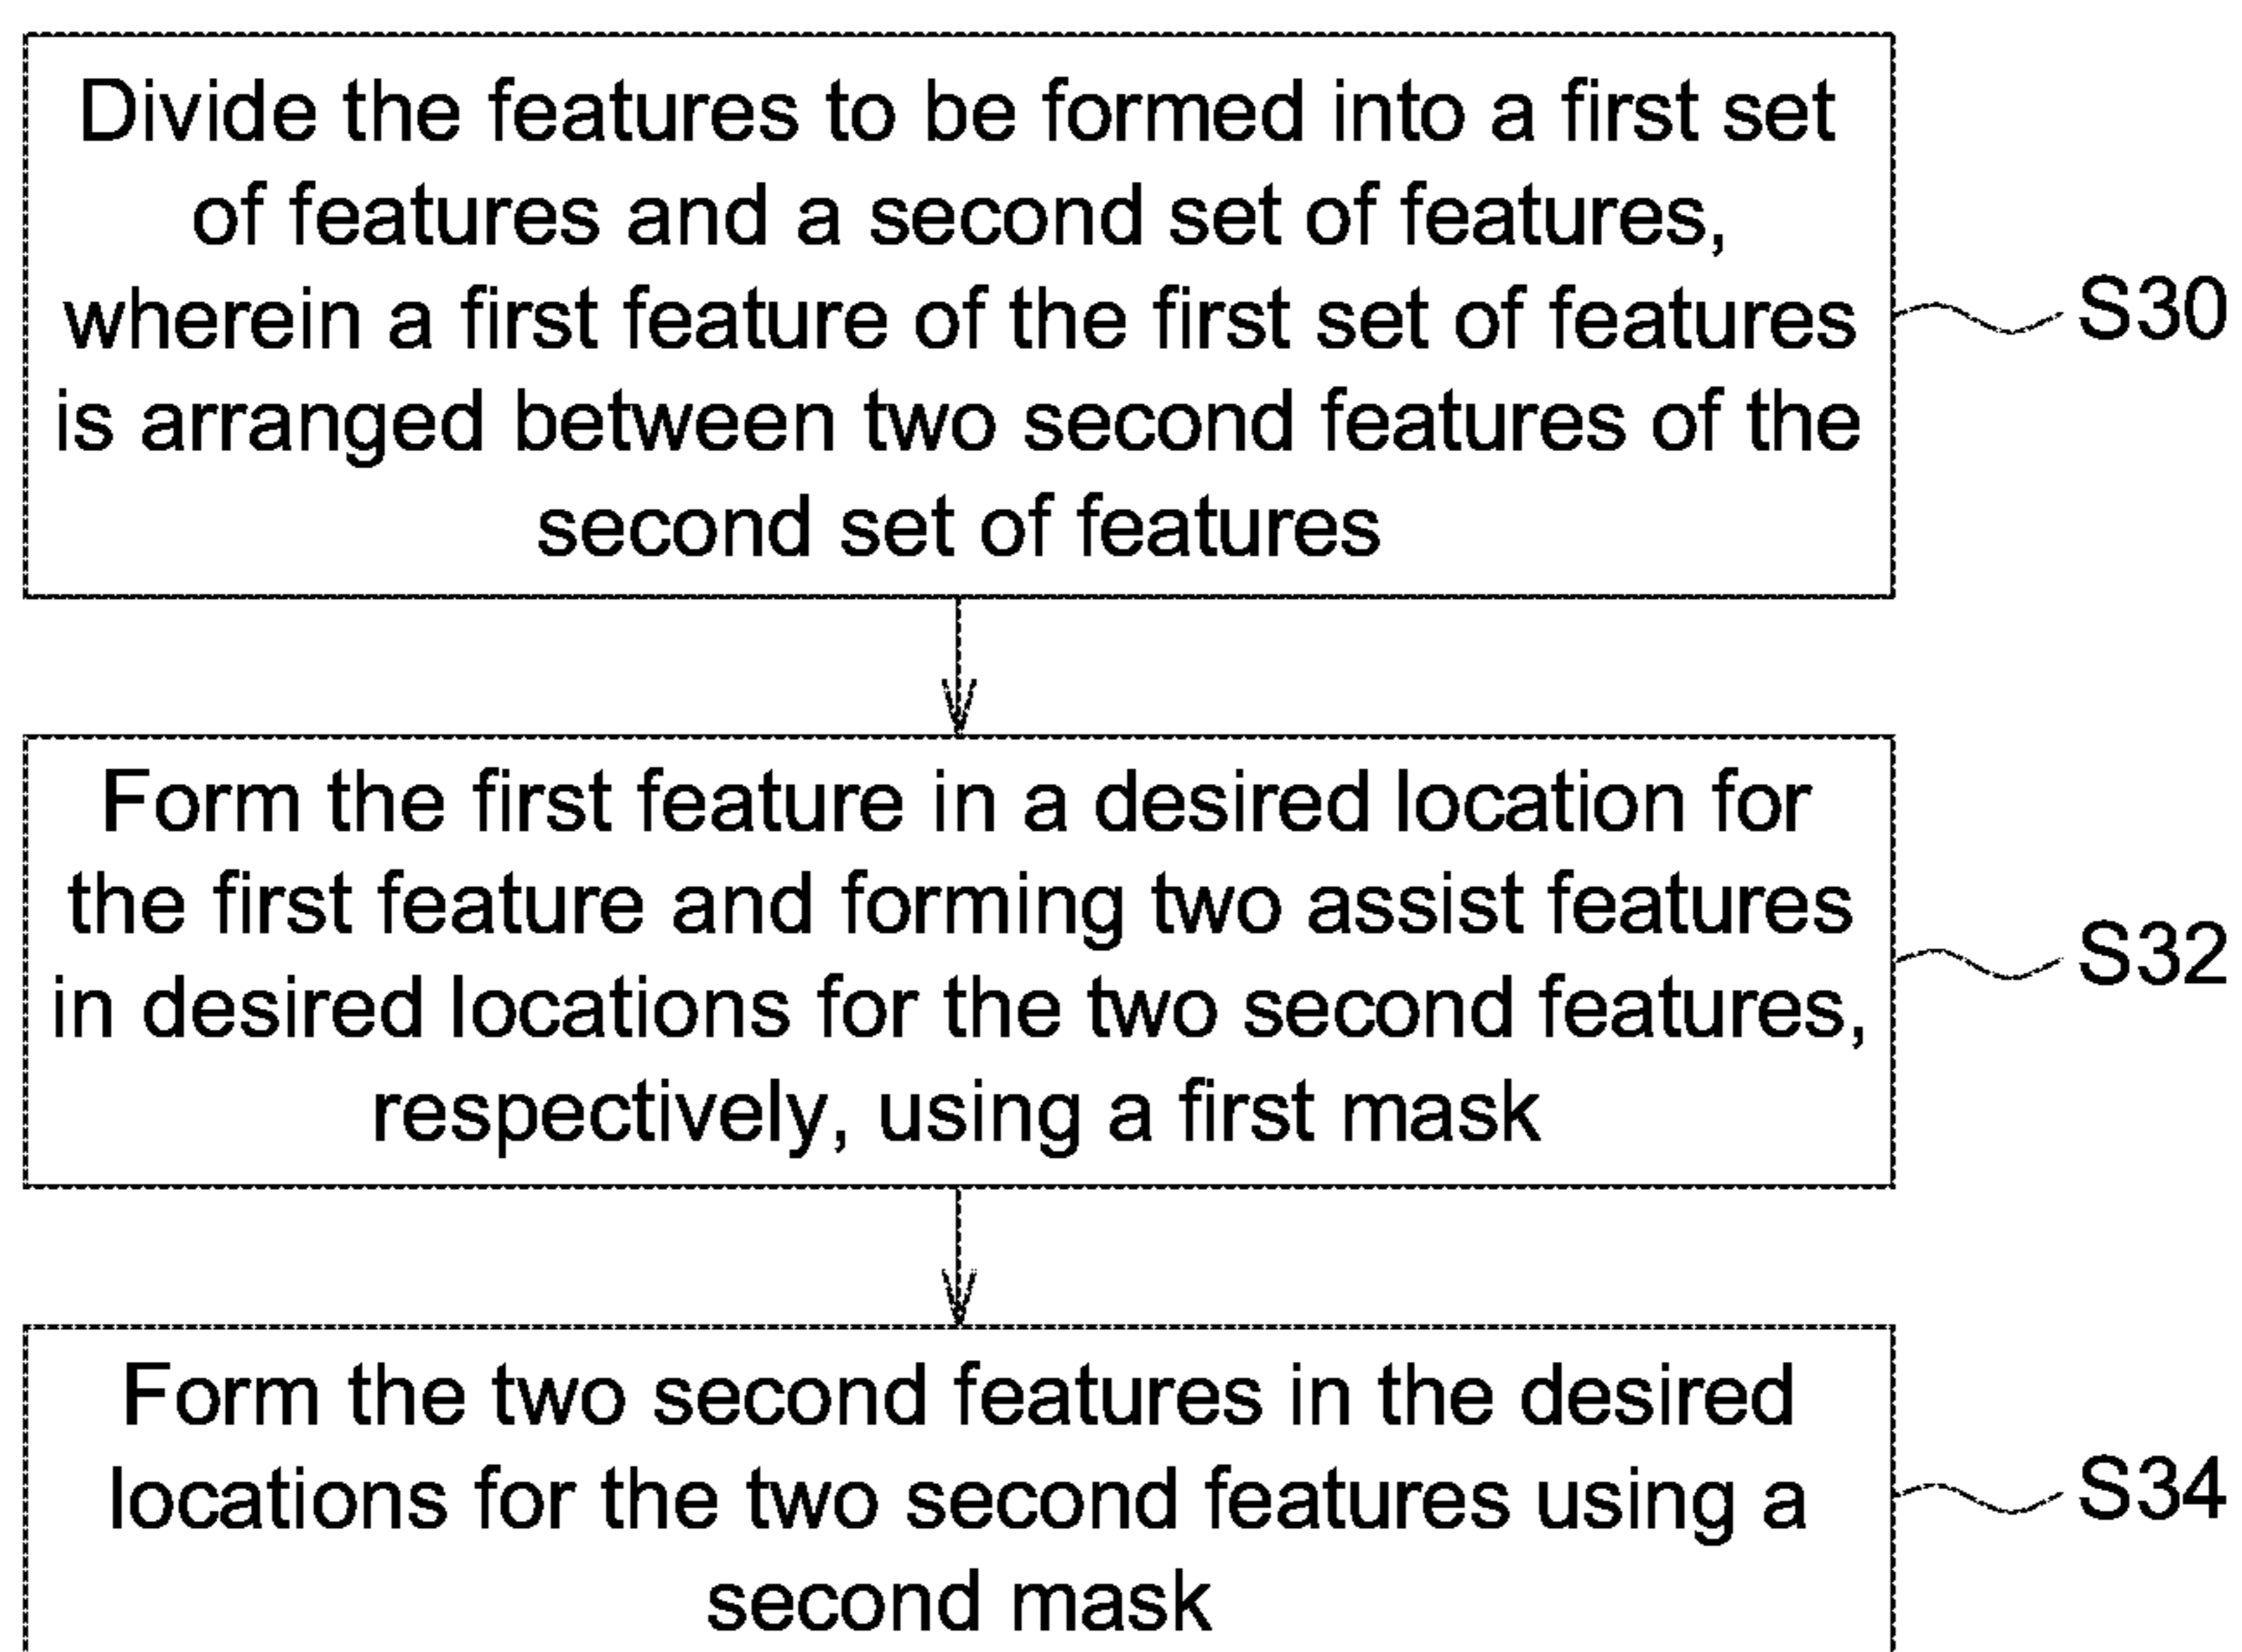 Divide the features to be formed into a first set
of features and a second set of features,
wherein a first feature of the first set of features
is arranged between two second features of the
second set of features
S30
Form the first feature in a desired location for
the first feature and forming two assist features
in desired locations for the two second features,
respectively, using a first mask
S32
Form the two second features in the desired
locations for the two second features using a
second mask
S34